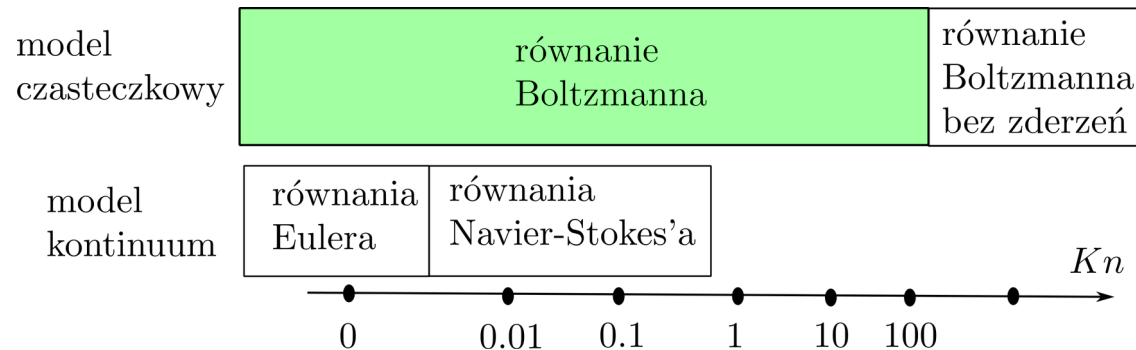 model
czasteczkowy
równanie
Boltzmanna
równanie
Boltzmanna
bez zderzeń
model
kontinuum
równania
Eulera
równania
Navier-Stokes'a
Kn
0 0.01 0.1 1 10 100